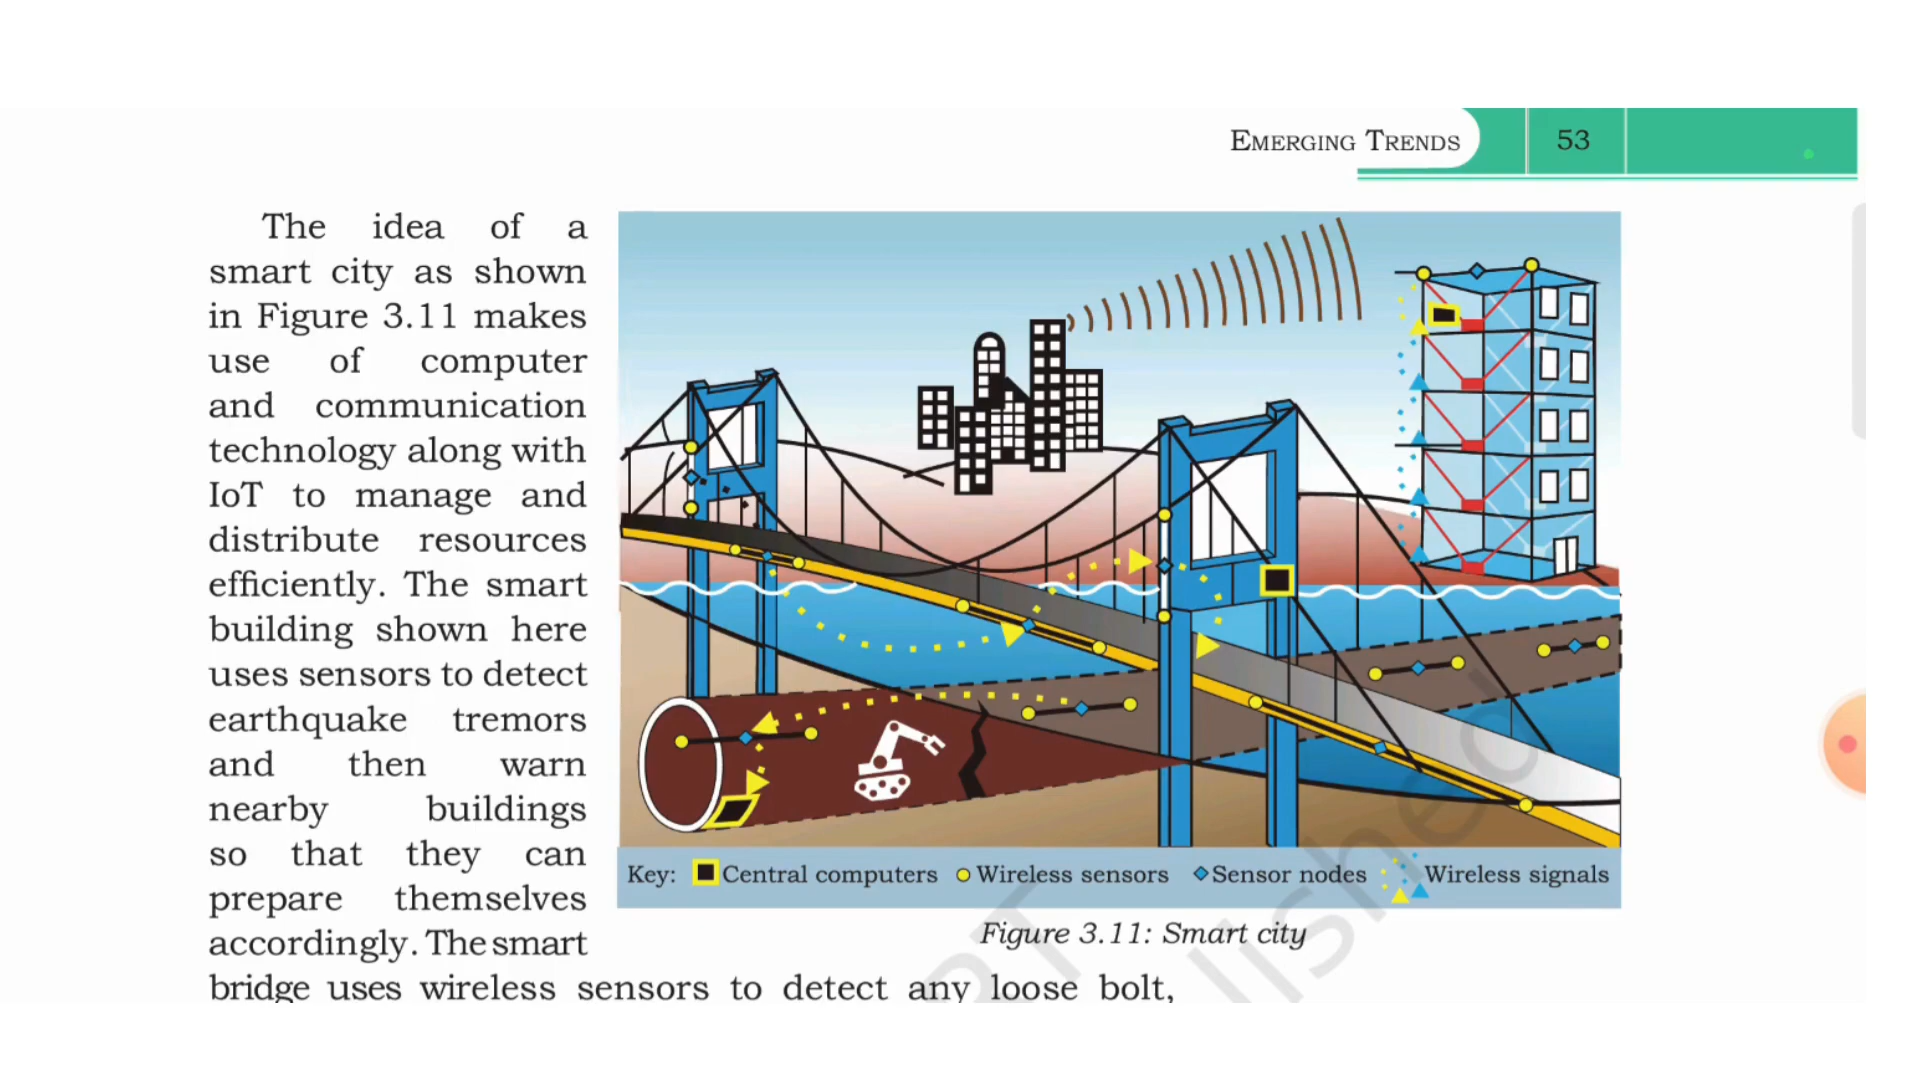 EMERGING TRENDS 53
The idea of a
smart city as shown
in Figure 3.11 makes
use of computer
and communication
technology along with
IoT to manage and
distribute resources
efficiently. The smart
building shown here
uses sensors to detect
earthquake tremors
and then warn
nearby buildings
so that they can
prepare themselves
accordingly. The smart
bridge uses wireless sensors to detect any loose bolt,
Key: Central computers Wireless sensors Sensor nodes Wireless signals
Figure 3.11: Smart city